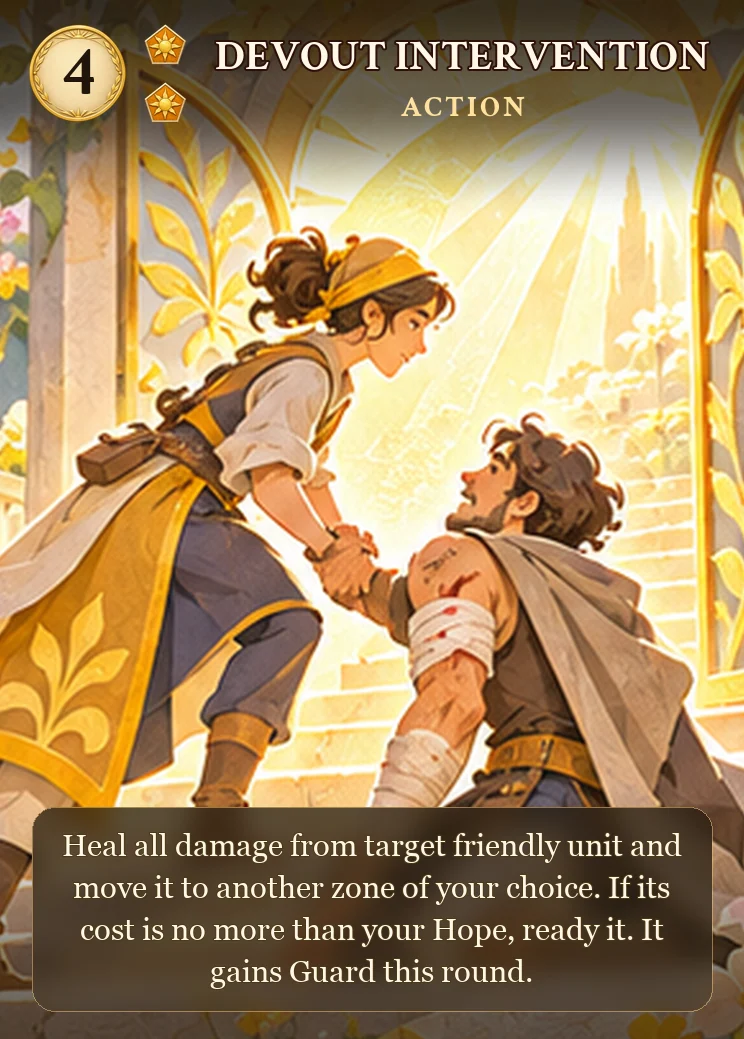 4
DEVOUT INTERVENTION
ACTION
Heal all damage from target friendly unit and
move it to another zone of your choice. If its
cost is no more than your Hope, ready it. It
gains Guard this round.